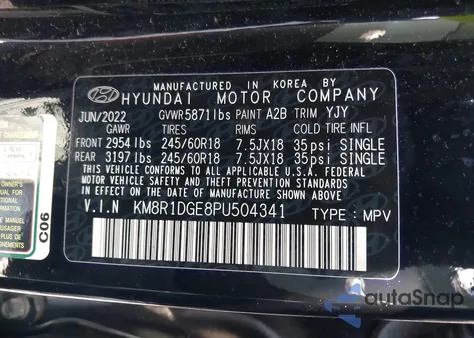 MANUFACTURED IN KOREA BY
HYUNDAI MOTOR COMPANY
JUN/2022 GVWR5871lbs PAINT A2B TRIM YJY
GAWR TIRES RIMS COLD TIRE INFL
FRONT 2954lbs 245/60R18 7.5JX18 35psi SINGLE
REAR 3197lbs 245/60R18 7.5JX18 35psi SINGLE
THIS VEHICLE CONFORMS TO ALL APPLICABLE U.S. FEDERAL MOTOR
VEHICLE SAFETY, BUMPER, AND THEFT PREVENTION STANDARDS
IN EFFECT ON THE DATE OF MANUFACTURE SHOWN ABOVE
V.I.N KM8R1DGE8PU504341 TYPE : MPV
C06
autoSnap